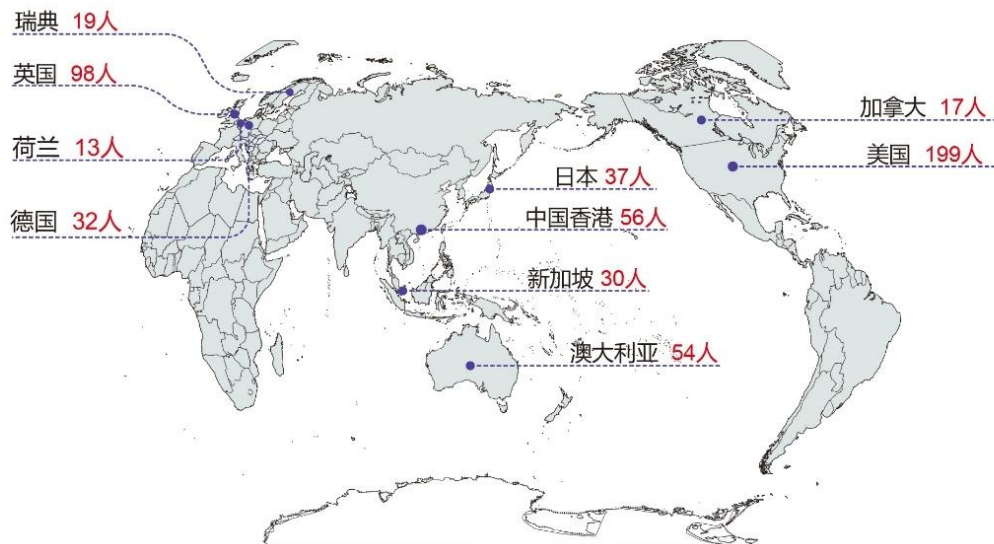 瑞典 19人
英国 98人
荷兰 13人
德国 32人
加拿大 17人
美国 199人
日本 37人
中国香港 56人
新加坡 30人
澳大利亚 54人